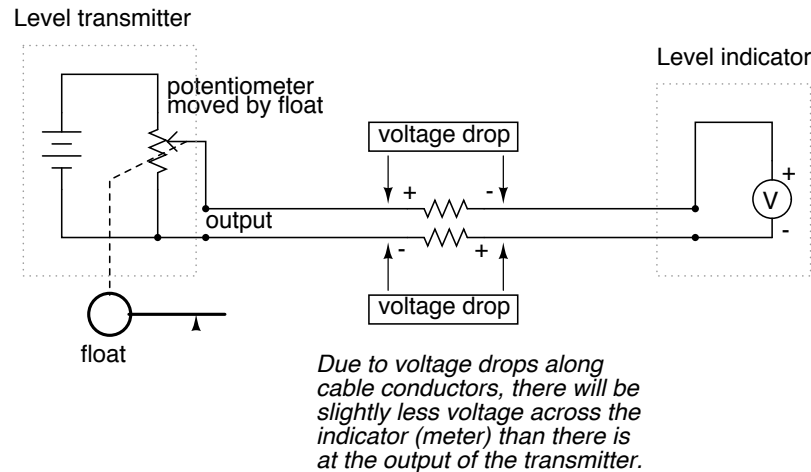 Level transmitter
Level indicator
potentiometer
moved by float
voltage drop
+
-
+
V
-
output
-
+
voltage drop
float
Due to voltage drops along
cable conductors, there will be
slightly less voltage across the
indicator (meter) than there is
at the output of the transmitter.